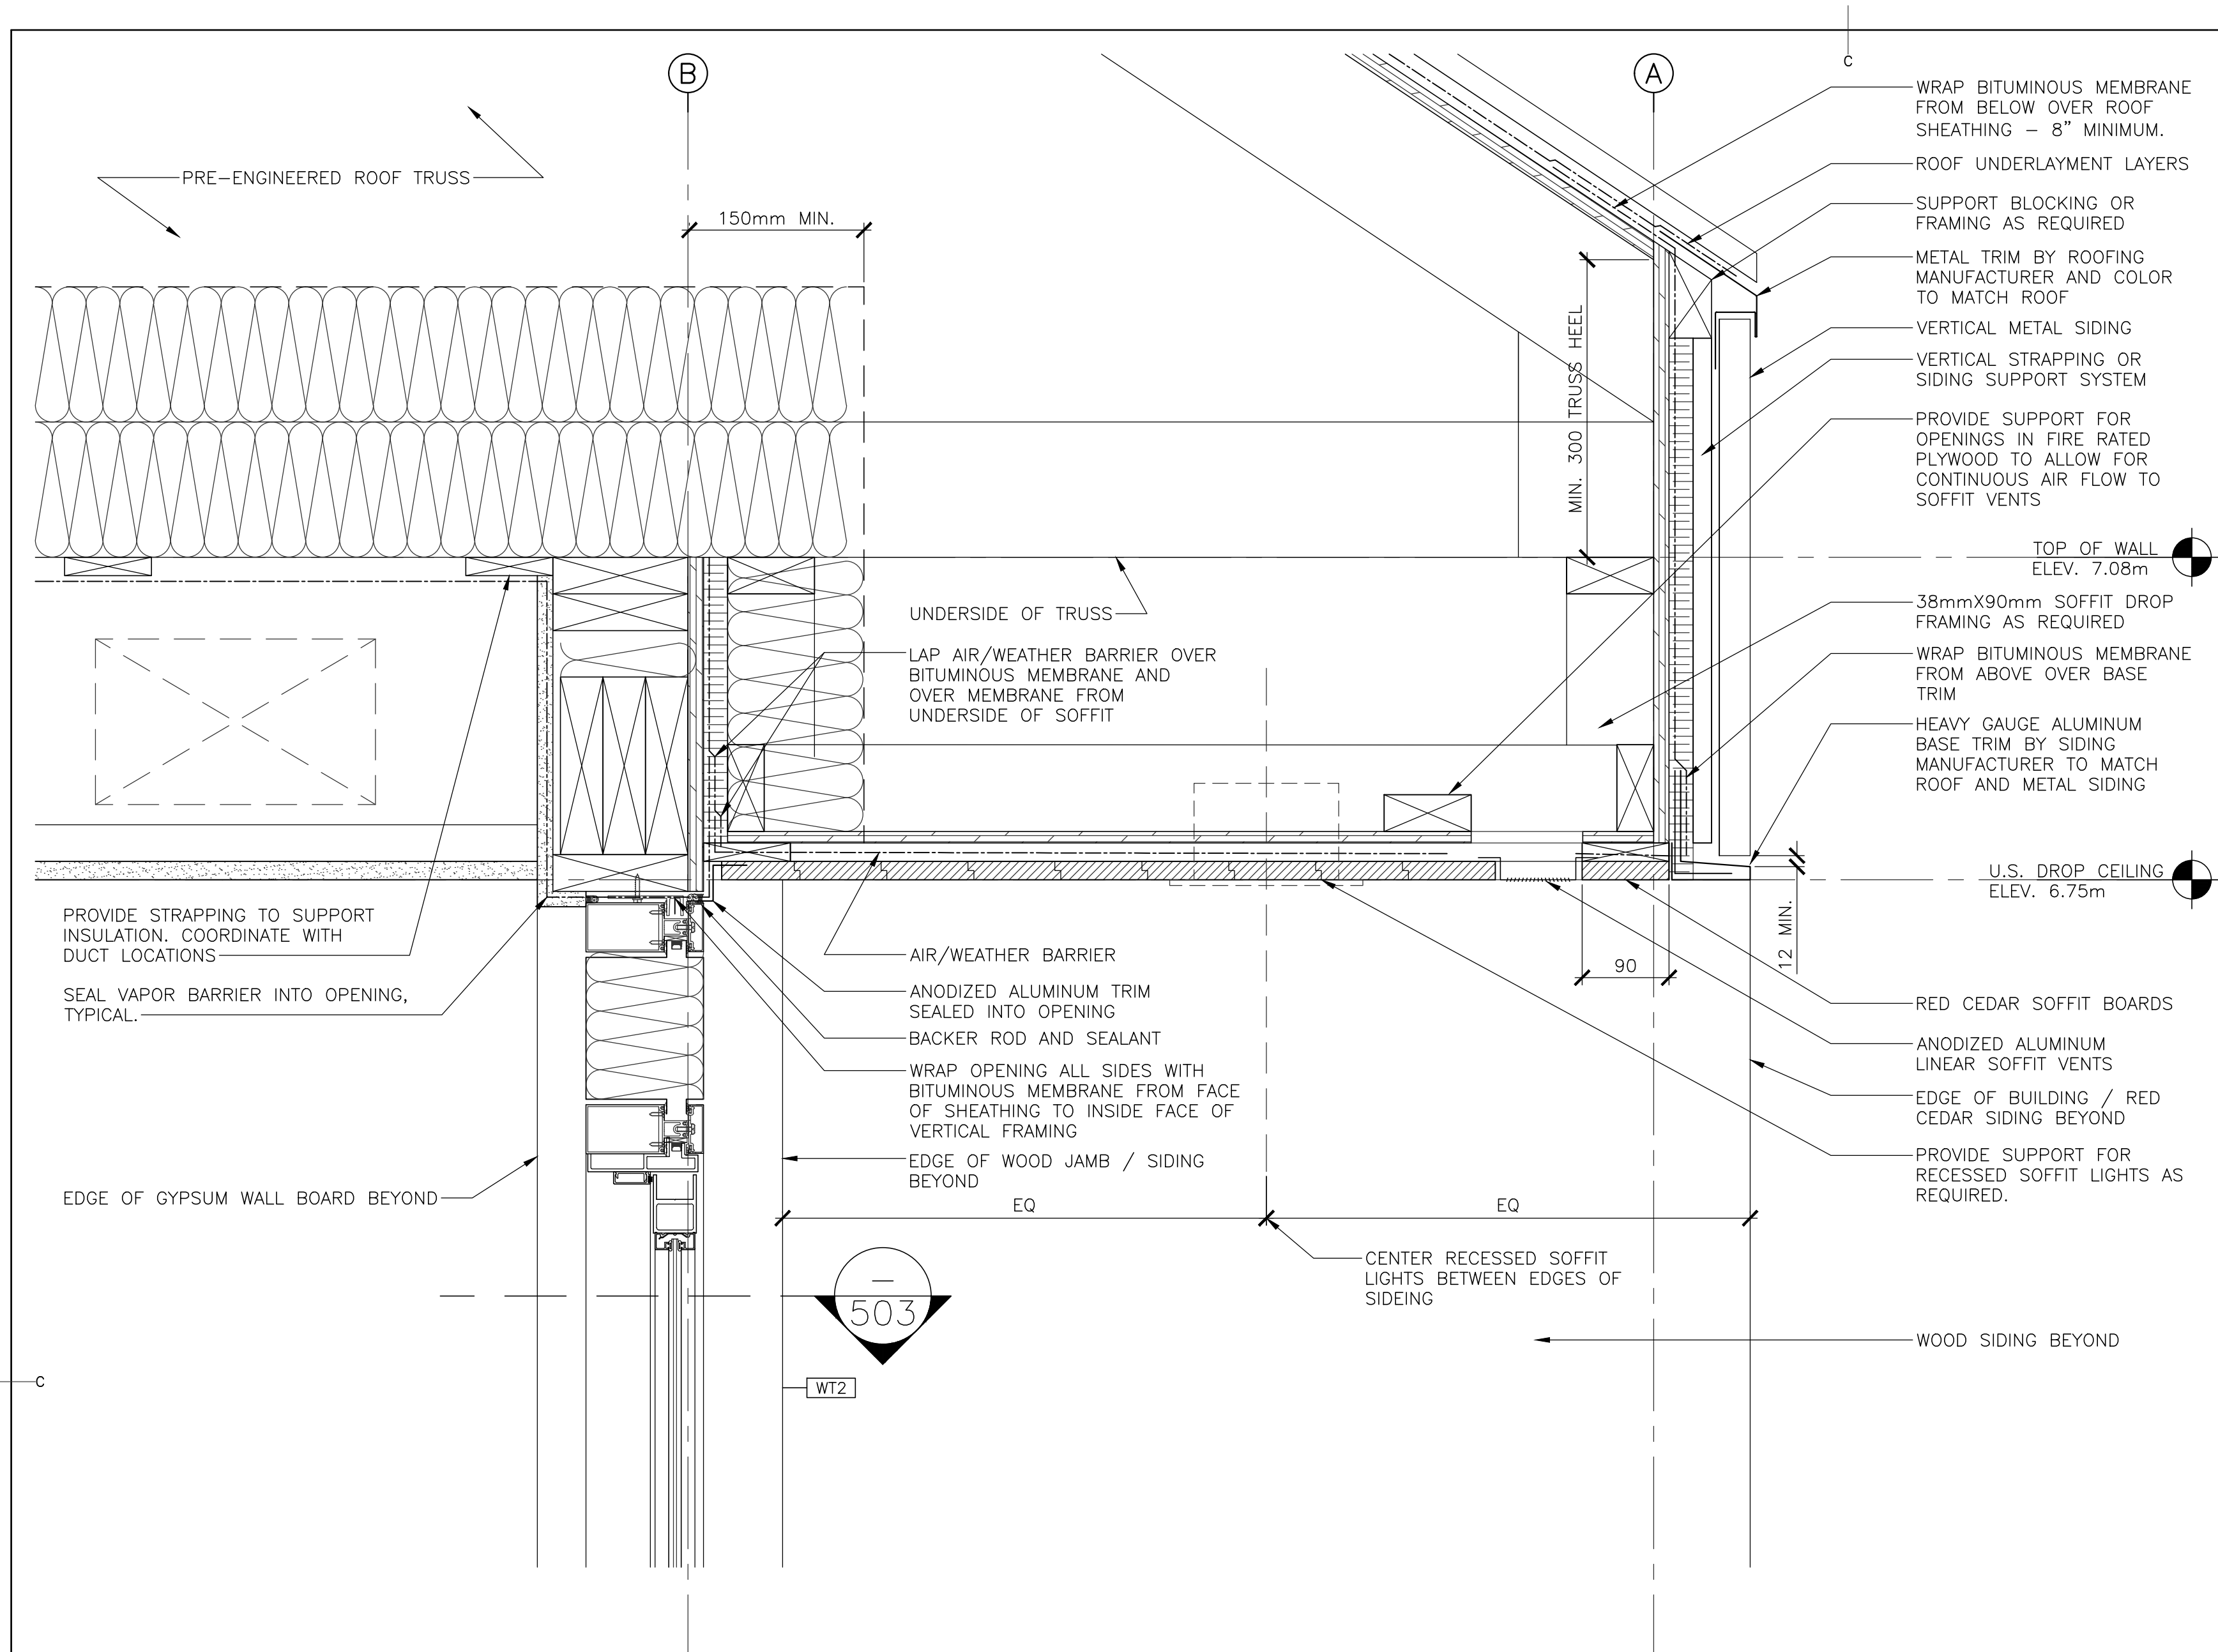 B
A
C
PRE-ENGINEERED ROOF TRUSS
150mm MIN.
MIN. 300 TRUSS HEEL
WRAP BITUMINOUS MEMBRANE
FROM BELOW OVER ROOF
SHEATHING – 8" MINIMUM.
ROOF UNDERLAYMENT LAYERS
SUPPORT BLOCKING OR
FRAMING AS REQUIRED
METAL TRIM BY ROOFING
MANUFACTURER AND COLOR
TO MATCH ROOF
VERTICAL METAL SIDING
VERTICAL STRAPPING OR
SIDING SUPPORT SYSTEM
PROVIDE SUPPORT FOR
OPENINGS IN FIRE RATED
PLYWOOD TO ALLOW FOR
CONTINUOUS AIR FLOW TO
SOFFIT VENTS
TOP OF WALL
ELEV. 7.08m
38mmX90mm SOFFIT DROP
FRAMING AS REQUIRED
WRAP BITUMINOUS MEMBRANE
FROM ABOVE OVER BASE
TRIM
HEAVY GAUGE ALUMINUM
BASE TRIM BY SIDING
MANUFACTURER TO MATCH
ROOF AND METAL SIDING
U.S. DROP CEILING
ELEV. 6.75m
12 MIN.
90
RED CEDAR SOFFIT BOARDS
ANODIZED ALUMINUM
LINEAR SOFFIT VENTS
EDGE OF BUILDING / RED
CEDAR SIDING BEYOND
PROVIDE SUPPORT FOR
RECESSED SOFFIT LIGHTS AS
REQUIRED.
WOOD SIDING BEYOND
UNDERSIDE OF TRUSS
LAP AIR/WEATHER BARRIER OVER
BITUMINOUS MEMBRANE AND
OVER MEMBRANE FROM
UNDERSIDE OF SOFFIT
AIR/WEATHER BARRIER
ANODIZED ALUMINUM TRIM
SEALED INTO OPENING
BACKER ROD AND SEALANT
WRAP OPENING ALL SIDES WITH
BITUMINOUS MEMBRANE FROM FACE
OF SHEATHING TO INSIDE FACE OF
VERTICAL FRAMING
EDGE OF WOOD JAMB / SIDING
BEYOND
EQ
EQ
CENTER RECESSED SOFFIT
LIGHTS BETWEEN EDGES OF
SIDEING
PROVIDE STRAPPING TO SUPPORT
INSULATION. COORDINATE WITH
DUCT LOCATIONS
SEAL VAPOR BARRIER INTO OPENING,
TYPICAL.
EDGE OF GYPSUM WALL BOARD BEYOND
–
503
WT2
C